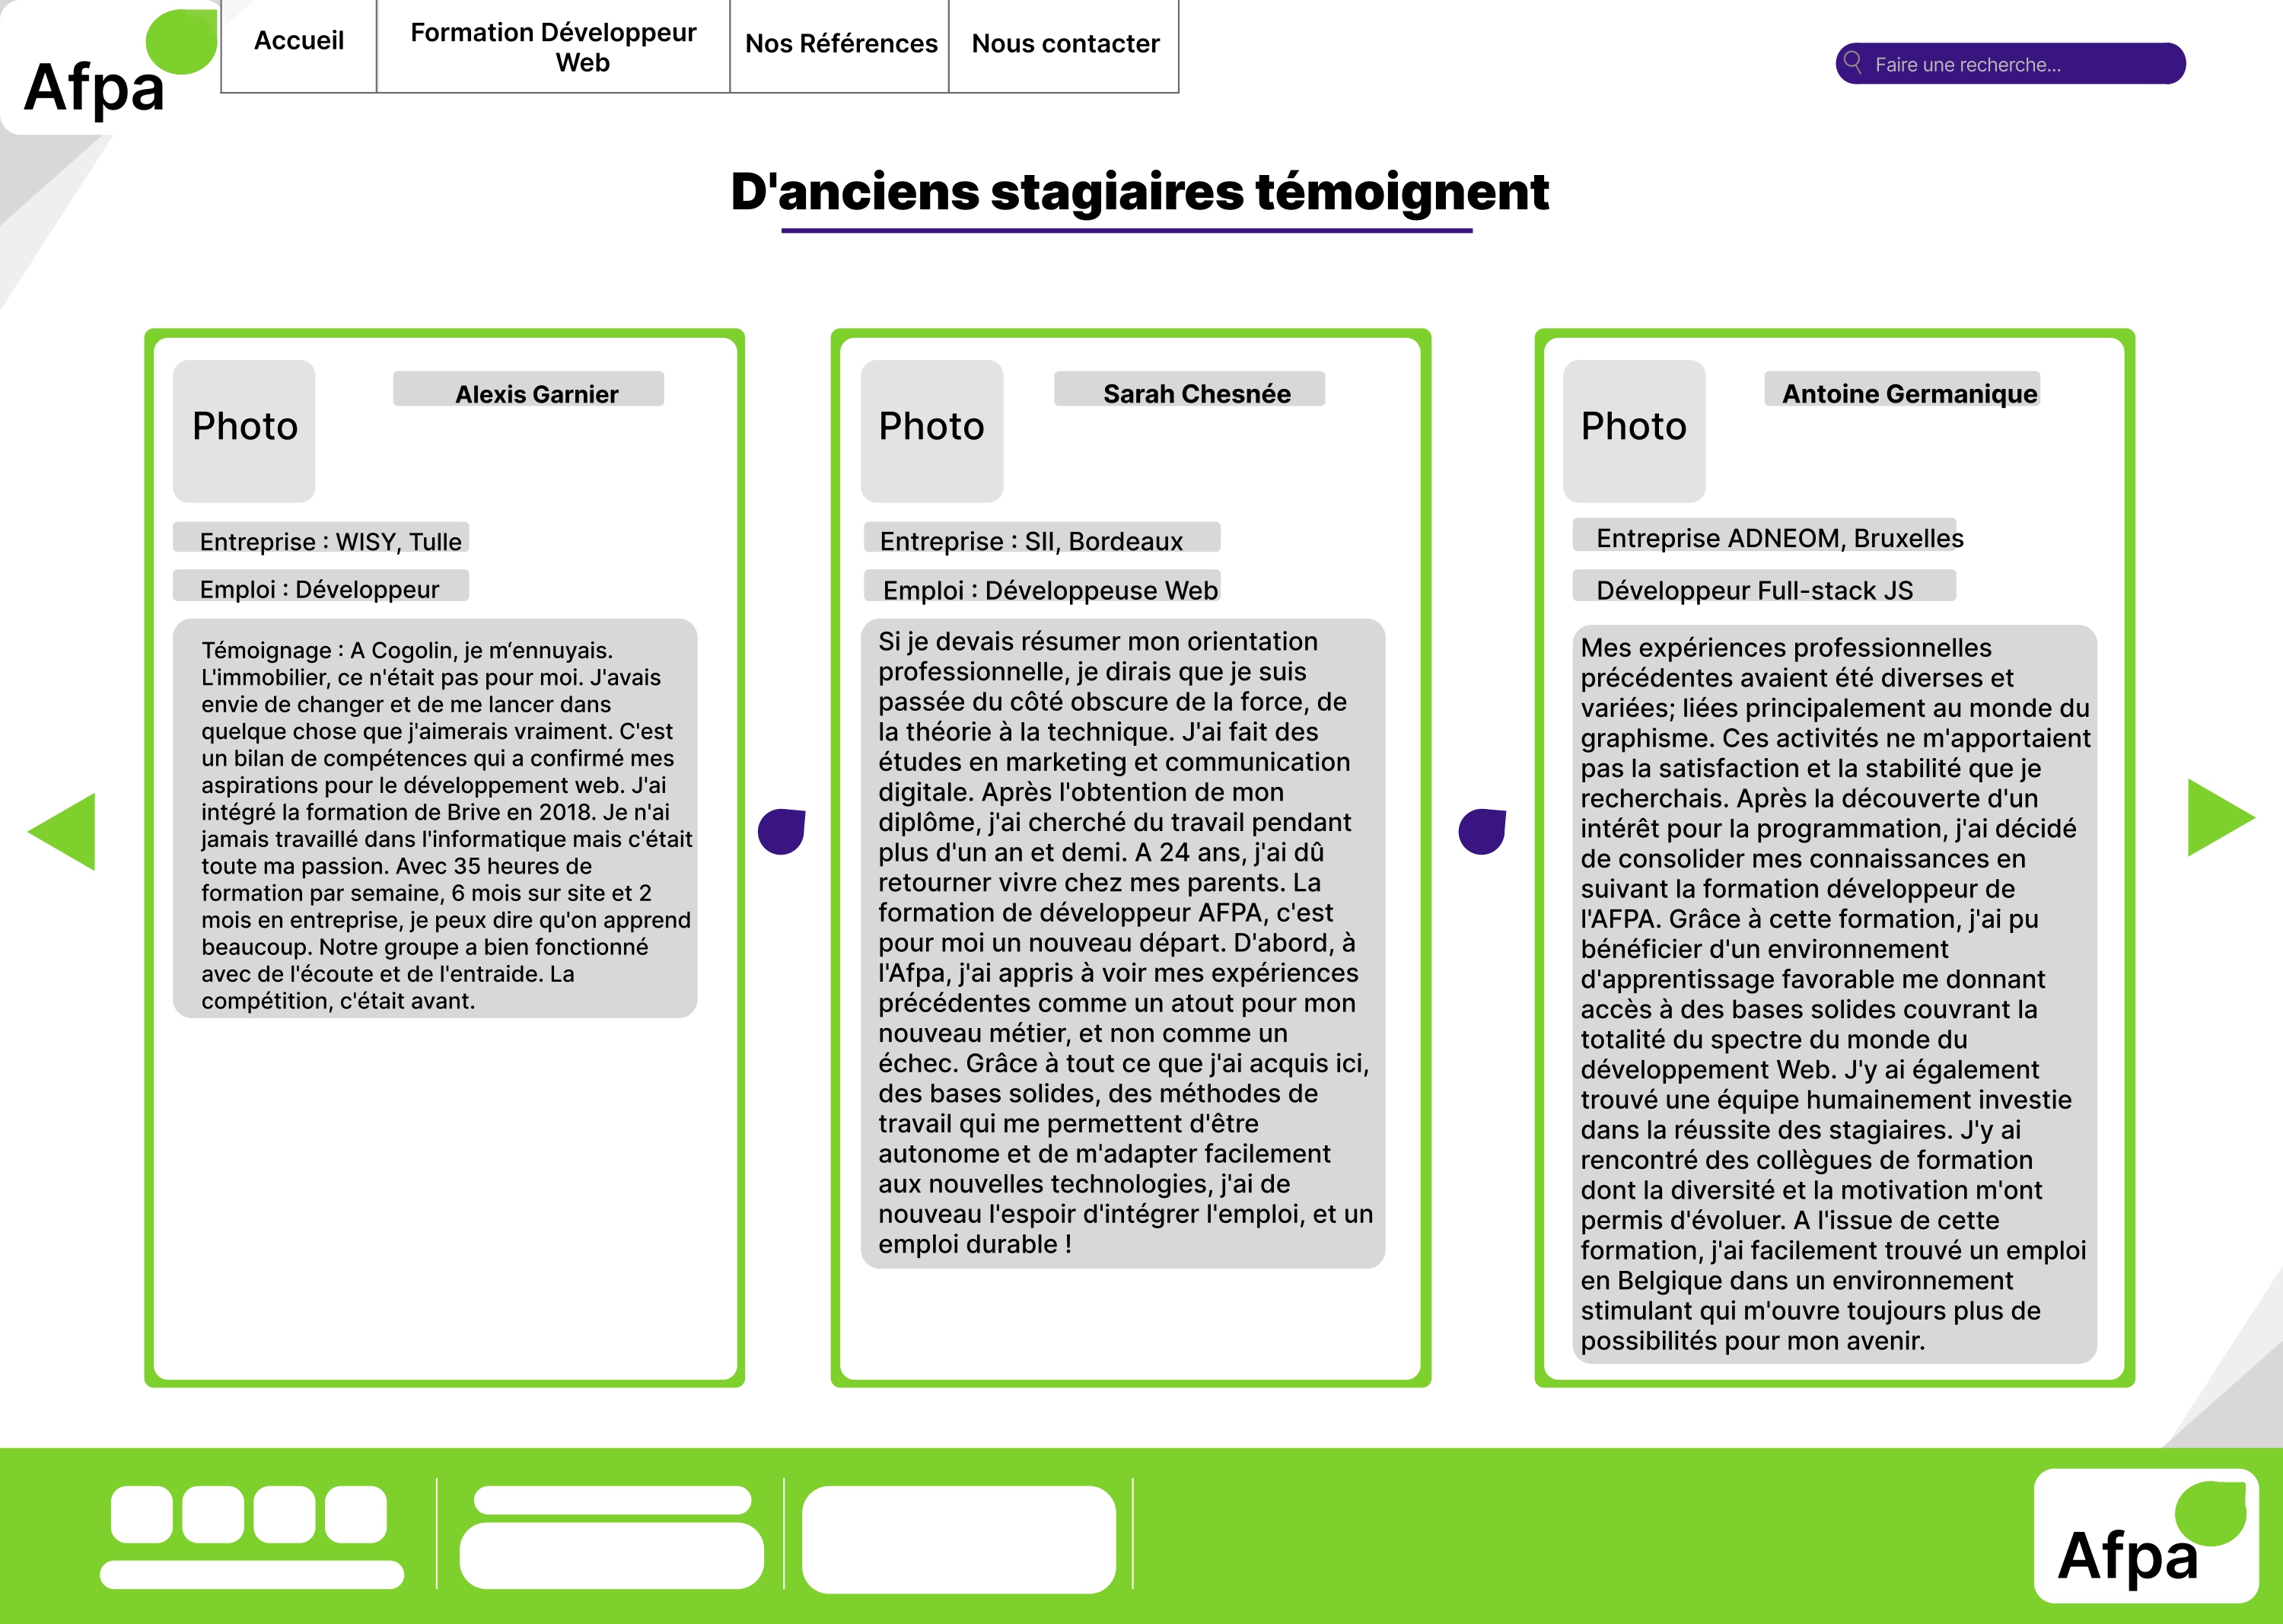 Afpa
Accueil
Formation Développeur
Web
Nos Références
Nous contacter
Faire une recherche...
D'anciens stagiaires témoignent
Photo
Alexis Garnier
Entreprise : WISY, Tulle
Emploi : Développeur
Témoignage : A Cogolin, je m’ennuyais.
L'immobilier, ce n'était pas pour moi. J'avais
envie de changer et de me lancer dans
quelque chose que j'aimerais vraiment. C'est
un bilan de compétences qui a confirmé mes
aspirations pour le développement web. J'ai
intégré la formation de Brive en 2018. Je n'ai
jamais travaillé dans l'informatique mais c'était
toute ma passion. Avec 35 heures de
formation par semaine, 6 mois sur site et 2
mois en entreprise, je peux dire qu'on apprend
beaucoup. Notre groupe a bien fonctionné
avec de l'écoute et de l'entraide. La
compétition, c'était avant.
Photo
Sarah Chesnée
Entreprise : SII, Bordeaux
Emploi : Développeuse Web
Si je devais résumer mon orientation
professionnelle, je dirais que je suis
passée du côté obscure de la force, de
la théorie à la technique. J'ai fait des
études en marketing et communication
digitale. Après l'obtention de mon
diplôme, j'ai cherché du travail pendant
plus d'un an et demi. A 24 ans, j'ai dû
retourner vivre chez mes parents. La
formation de développeur AFPA, c'est
pour moi un nouveau départ. D'abord, à
l'Afpa, j'ai appris à voir mes expériences
précédentes comme un atout pour mon
nouveau métier, et non comme un
échec. Grâce à tout ce que j'ai acquis ici,
des bases solides, des méthodes de
travail qui me permettent d'être
autonome et de m'adapter facilement
aux nouvelles technologies, j'ai de
nouveau l'espoir d'intégrer l'emploi, et un
emploi durable !
Photo
Antoine Germanique
Entreprise ADNEOM, Bruxelles
Développeur Full-stack JS
Mes expériences professionnelles
précédentes avaient été diverses et
variées; liées principalement au monde du
graphisme. Ces activités ne m'apportaient
pas la satisfaction et la stabilité que je
recherchais. Après la découverte d'un
intérêt pour la programmation, j'ai décidé
de consolider mes connaissances en
suivant la formation développeur de
l'AFPA. Grâce à cette formation, j'ai pu
bénéficier d'un environnement
d'apprentissage favorable me donnant
accès à des bases solides couvrant la
totalité du spectre du monde du
développement Web. J'y ai également
trouvé une équipe humainement investie
dans la réussite des stagiaires. J'y ai
rencontré des collègues de formation
dont la diversité et la motivation m'ont
permis d'évoluer. A l'issue de cette
formation, j'ai facilement trouvé un emploi
en Belgique dans un environnement
stimulant qui m'ouvre toujours plus de
possibilités pour mon avenir.
Afpa